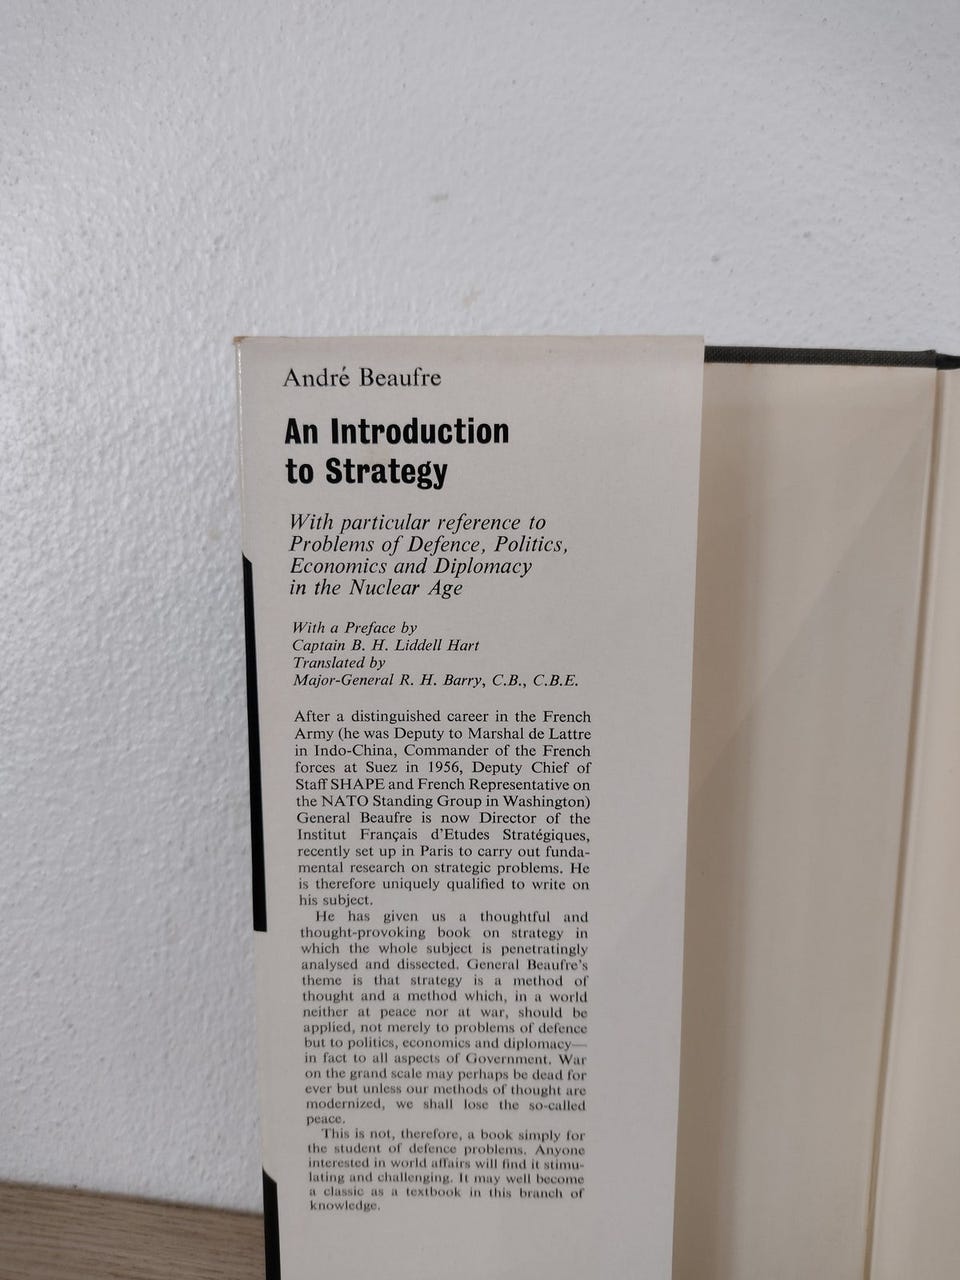 André Beaufre
An Introduction
to Strategy
With particular reference to
Problems of Defence, Politics,
Economics and Diplomacy
in the Nuclear Age
With a Preface by
Captain B. H. Liddell Hart
Translated by
Major-General R. H. Barry, C.B., C.B.E.
After a distinguished career in the French
Army (he was Deputy to Marshal de Lattre
in Indo-China, Commander of the French
forces at Suez in 1956, Deputy Chief of
Staff SHAPE and French Representative on
the NATO Standing Group in Washington)
General Beaufre is now Director of the
Institut Français d'Etudes Stratégiques,
recently set up in Paris to carry out funda-
mental research on strategic problems. He
is therefore uniquely qualified to write on
his subject.
He has given us a thoughtful and
thought-provoking book on strategy in
which the whole subject is penetratingly
analysed and dissected. General Beaufre's
theme is that strategy is a method of
thought and a method which, in a world
neither at peace nor at war, should be
applied, not merely to problems of defence
but to politics, economics and diplomacy—
in fact to all aspects of Government. War
on the grand scale may perhaps be dead for
ever but unless our methods of thought are
modernized, we shall lose the so-called
peace.
This is not, therefore, a book simply for
the student of defence problems. Anyone
interested in world affairs will find it stimu-
lating and challenging. It may well become
a classic as a textbook in this branch of
knowledge.